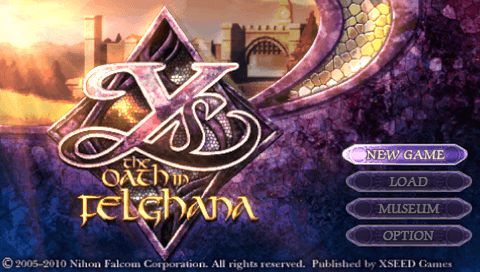 Ys
the
OATH in
FELGHANA
NEW GAME
LOAD
MUSEUM
OPTION
© 2005-2010 Nihon Falcom Corporation. All rights reserved. Published by XSEED Games